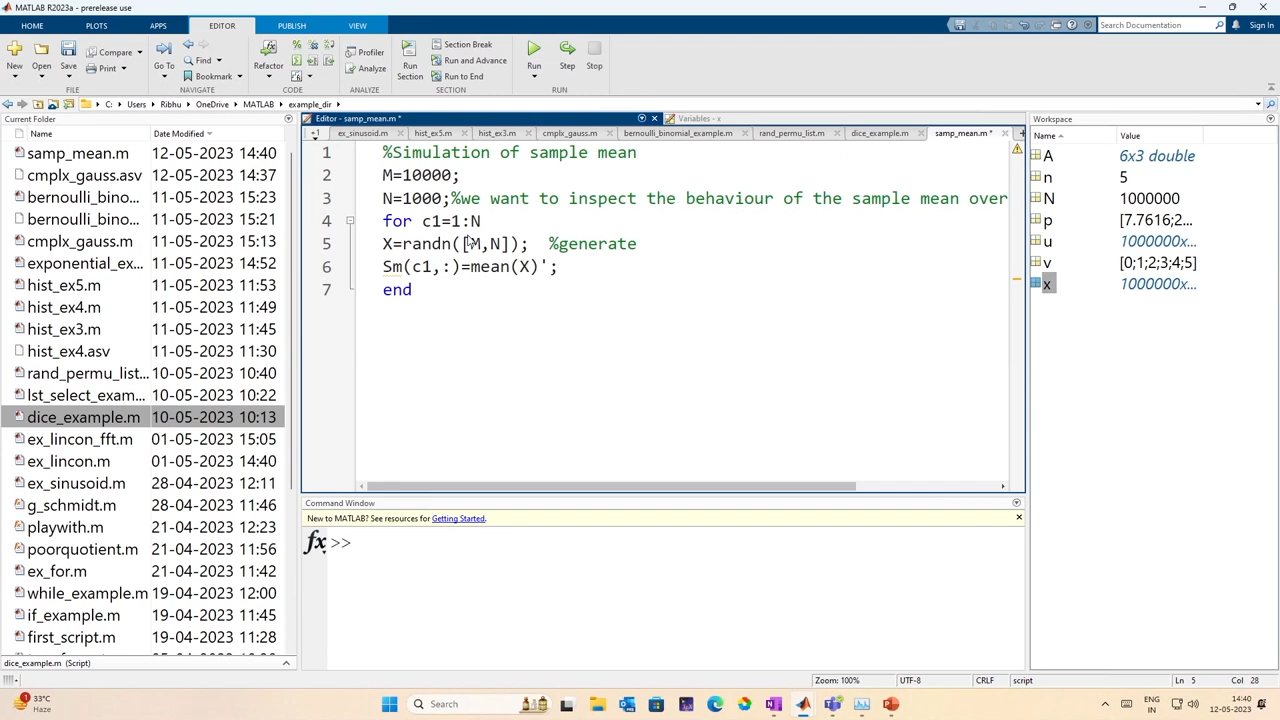 MATLAB R2023a - prerelease use
HOME PLOTS APPS EDITOR PUBLISH VIEW
Search Documentation
Sign In
New Open Save Compare Print
Go To Find Bookmark
Refactor
Profiler Analyze
Run Section
Section Break
Run and Advance
Run to End
Run Step Stop
FILE NAVIGATE CODE ANALYZE SECTION RUN
C: Users Ribhu OneDrive MATLAB example_dir
Current Folder
Name Date Modified
samp_mean.m 12-05-2023 14:40
cmplx_gauss.asv 12-05-2023 14:37
bernoulli_bino... 11-05-2023 15:23
bernoulli_bino... 11-05-2023 15:21
cmplx_gauss.m 11-05-2023 15:13
exponential_ex... 11-05-2023 14:52
hist_ex5.m 11-05-2023 11:53
hist_ex4.m 11-05-2023 11:49
hist_ex3.m 11-05-2023 11:45
hist_ex4.asv 11-05-2023 11:30
rand_permu_list... 10-05-2023 10:40
lst_select_exam... 10-05-2023 10:22
dice_example.m 10-05-2023 10:13
ex_lincon_fft.m 01-05-2023 15:05
ex_lincon.m 01-05-2023 14:40
ex_sinusoid.m 28-04-2023 12:11
g_schmidt.m 28-04-2023 11:46
playwith.m 21-04-2023 12:23
poorquotient.m 21-04-2023 11:56
ex_for.m 21-04-2023 11:42
while_example.m 19-04-2023 12:00
if_example.m 19-04-2023 11:45
first_script.m 19-04-2023 11:28
dice_example.m (Script)
Editor - samp_mean.m *
Variables - x
+1 ex_sinusoid.m hist_ex5.m hist_ex3.m cmplx_gauss.m bernoulli_binomial_example.m rand_permu_list.m dice_example.m samp_mean.m * +
1 %Simulation of sample mean
2 M=10000;
3 N=1000;%we want to inspect the behaviour of the sample mean over
4 for c1=1:N
5 X=randn([M,N]); %generate
6 Sm(c1,:)=mean(X)';
7 end
Command Window
New to MATLAB? See resources for Getting Started.
fx >>
Workspace
Name Value
A 6x3 double
n 5
N 1000000
p [7.7616;2...
u 1000000x...
v [0;1;2;3;4;5]
x 1000000x...
Zoom: 100% UTF-8 CRLF script Ln 5 Col 28
33°C
Haze
Search
ENG
IN
14:40
12-05-2023